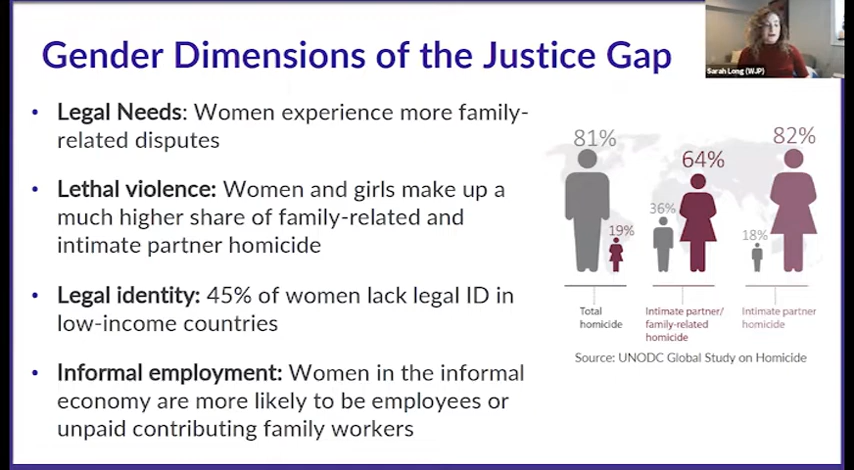 Gender Dimensions of the Justice Gap
Sarah Long (WJP)
• Legal Needs: Women experience more family-
related disputes
• Lethal violence: Women and girls make up a
much higher share of family-related and
intimate partner homicide
• Legal identity: 45% of women lack legal ID in
low-income countries
• Informal employment: Women in the informal
economy are more likely to be employees or
unpaid contributing family workers
81%
19%
36%
64%
18%
82%
Total
homicide
Intimate partner/
family-related
homicide
Intimate partner
homicide
Source: UNODC Global Study on Homicide